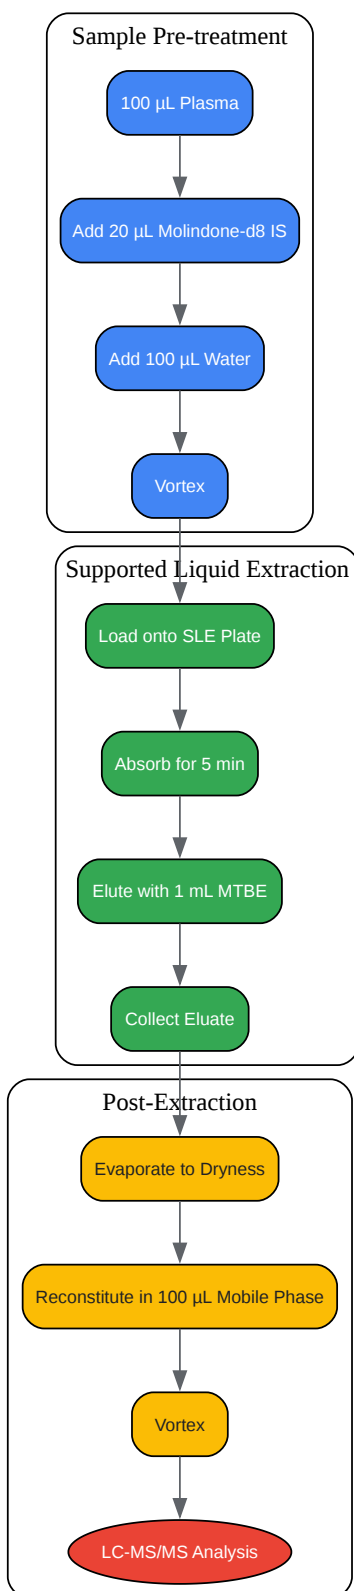 Sample Pre-treatment
100 µL Plasma
Add 20 µL Molindone-d8 IS
Add 100 µL Water
Vortex
Supported Liquid Extraction
Load onto SLE Plate
Absorb for 5 min
Elute with 1 mL MTBE
Collect Eluate
Post-Extraction
Evaporate to Dryness
Reconstitute in 100 µL Mobile Phase
Vortex
LC-MS/MS Analysis